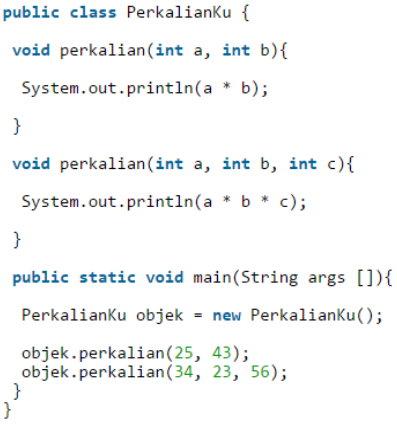 public class PerkalianKu {
void perkalian(int a, int b){
System.out.println(a * b);
}
void perkalian(int a, int b, int c){
System.out.println(a * b * c);
}
public static void main(String args []){
PerkalianKu objek = new PerkalianKu();
objek.perkalian(25, 43);
objek.perkalian(34, 23, 56);
}
}